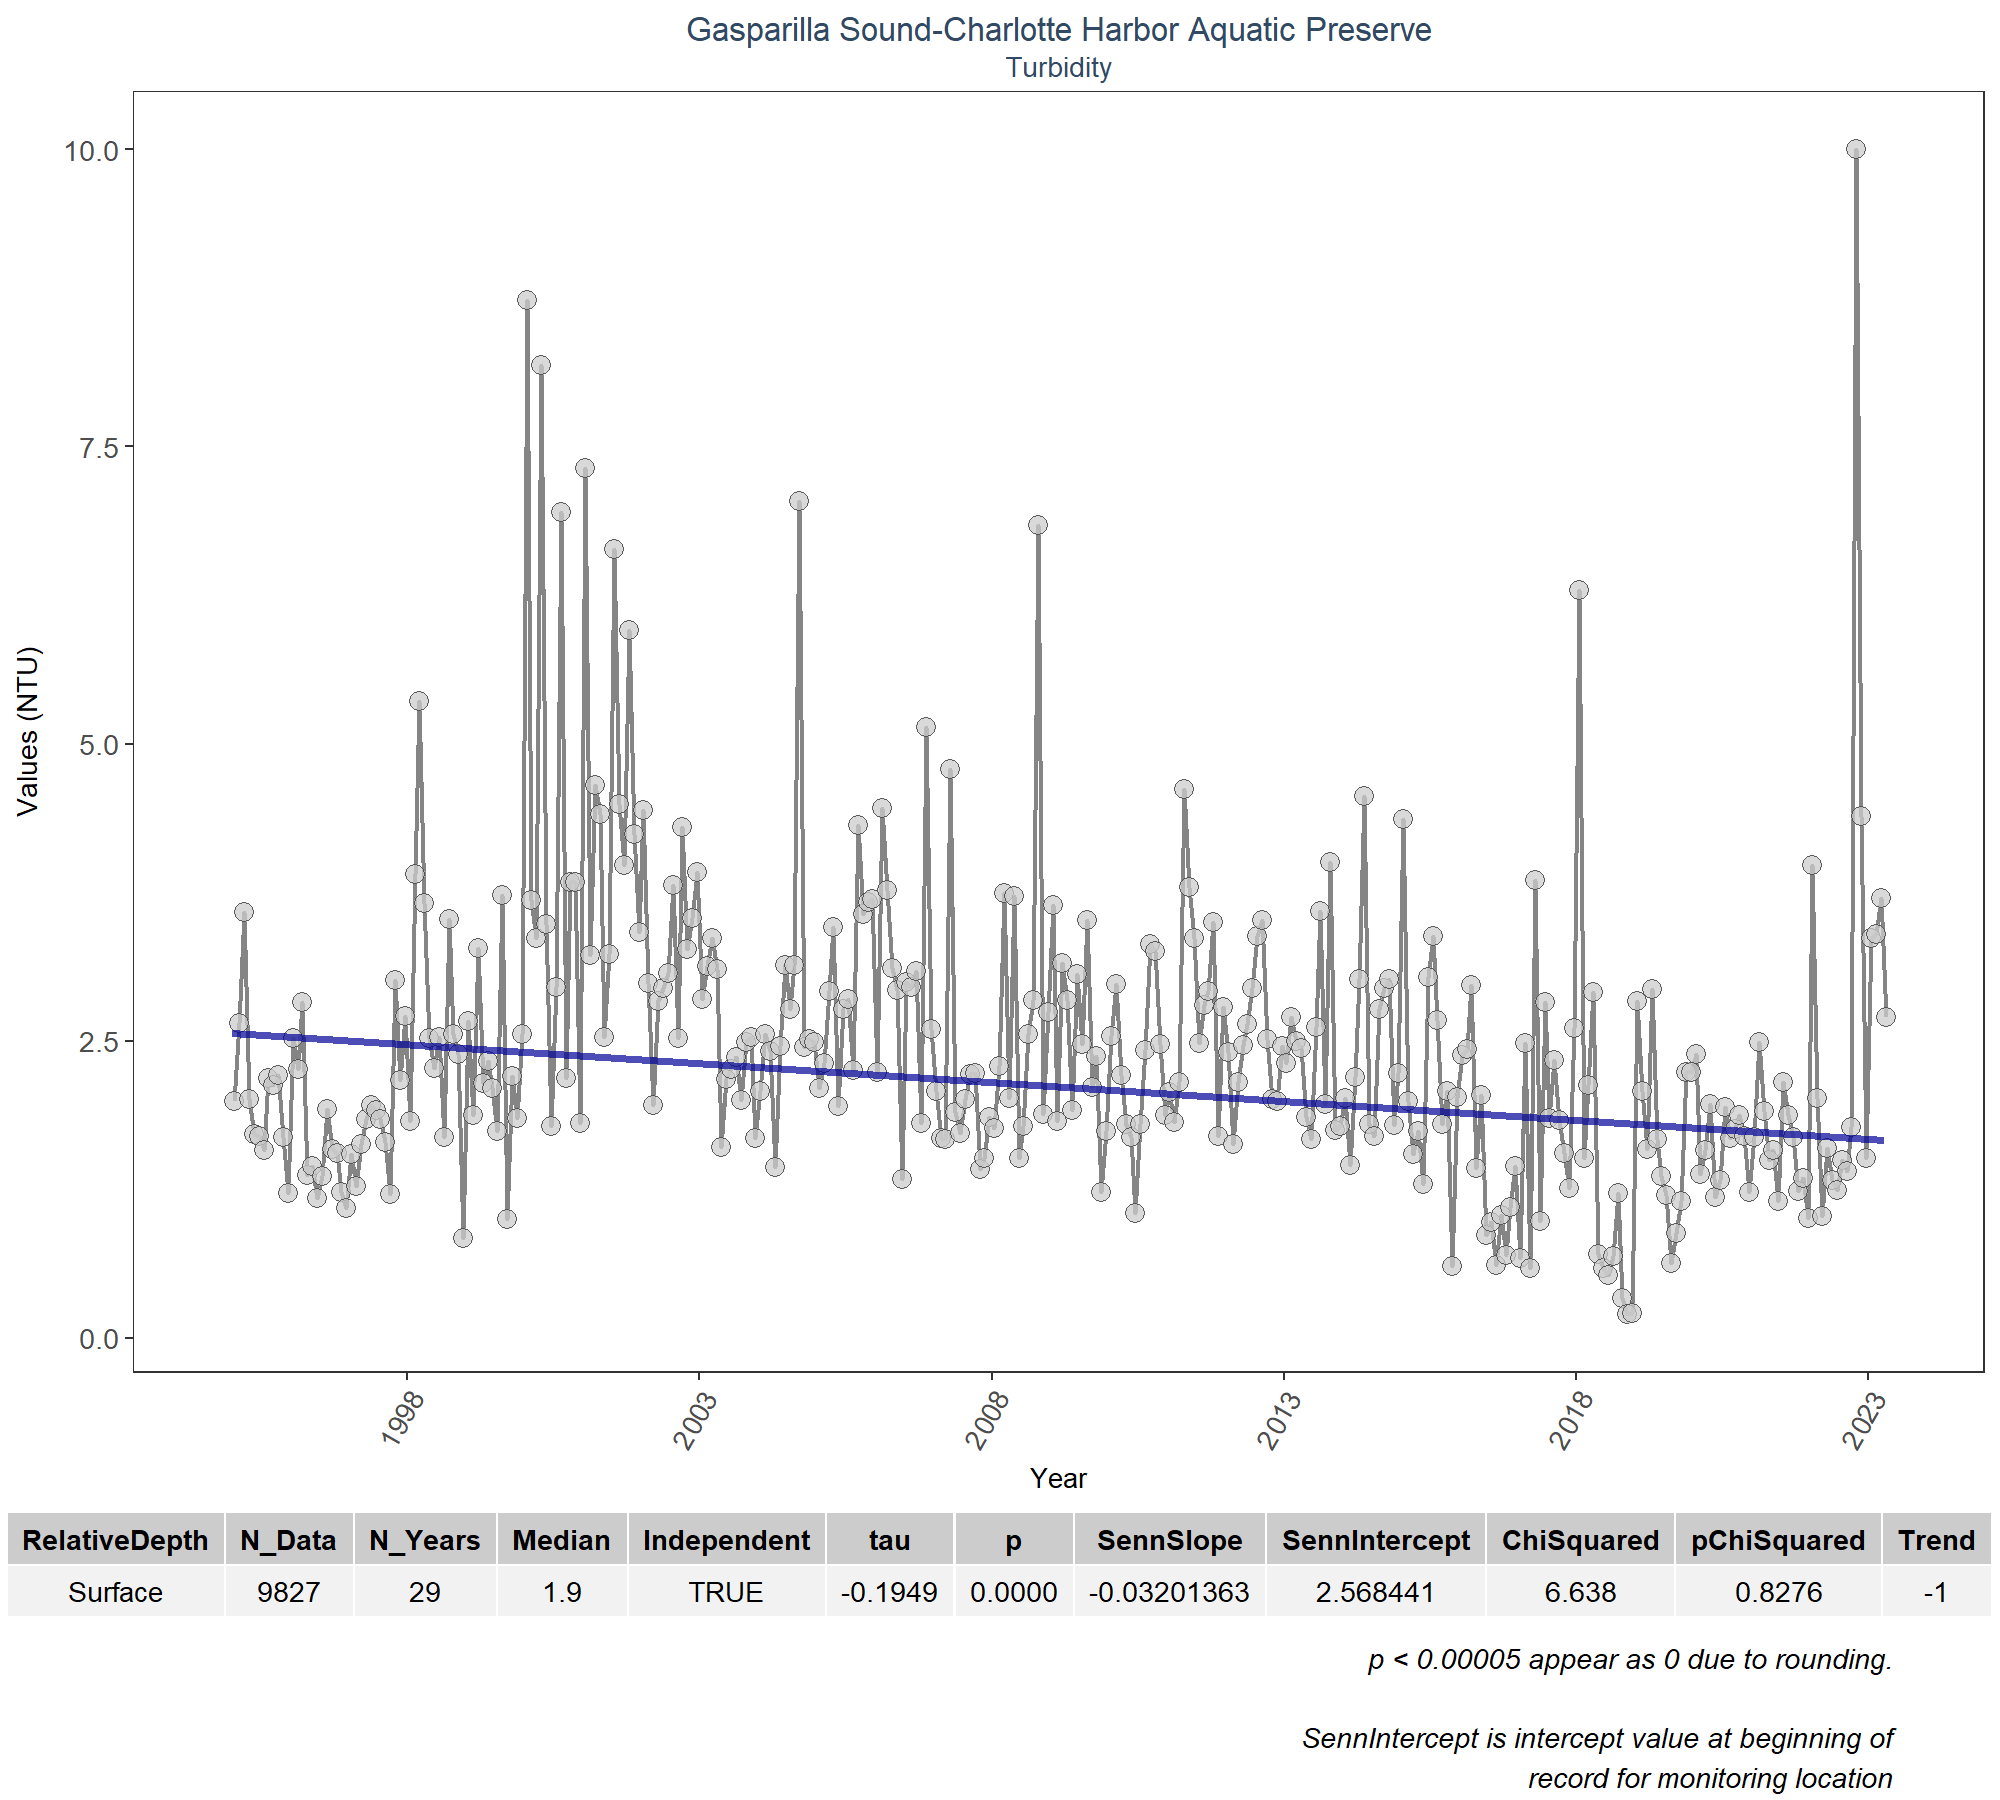 Gasparilla Sound-Charlotte Harbor Aquatic Preserve
Turbidity
10.0
7.5
5.0
2.5
0.0
Values (NTU)
1998
2003
2008
2013
2018
2023
Year
RelativeDepth N_Data N_Years Median Independent tau p SennSlope SennIntercept ChiSquared pChiSquared Trend
Surface 9827 29 1.9 TRUE -0.1949 0.0000 -0.03201363 2.568441 6.638 0.8276 -1
p < 0.00005 appear as 0 due to rounding.
SennIntercept is intercept value at beginning of
record for monitoring location